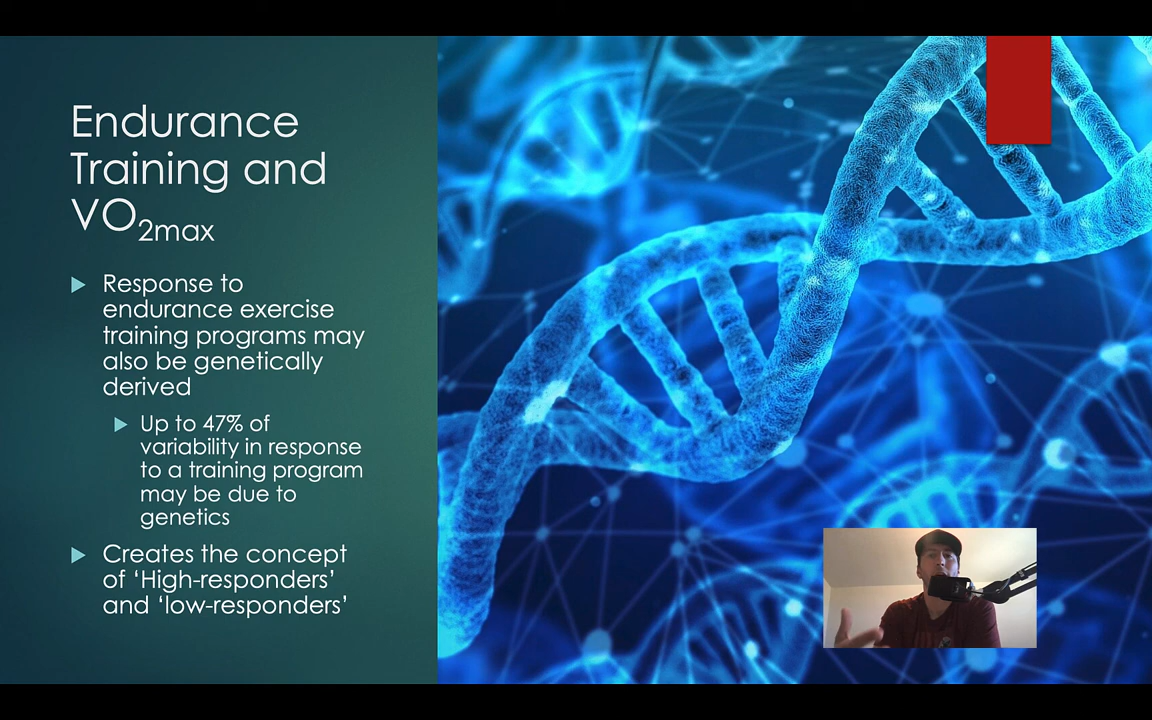 Endurance
Training and
VO2max
Response to
endurance exercise
training programs may
also be genetically
derived
Up to 47% of
variability in response
to a training program
may be due to
genetics
Creates the concept
of ‘High-responders’
and ‘low-responders’